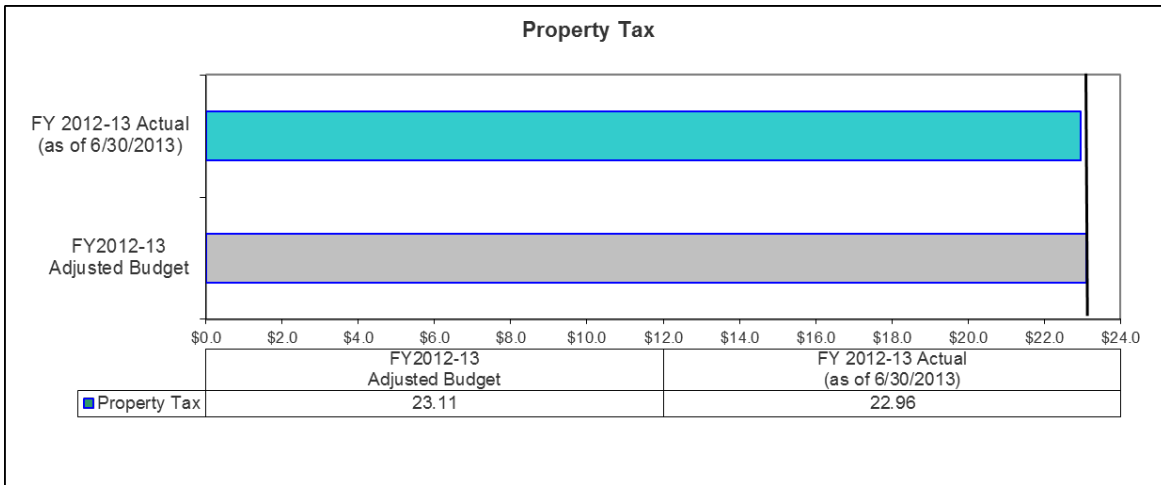 Property Tax
FY 2012-13 Actual
(as of 6/30/2013)
FY2012-13
Adjusted Budget
$0.0 $2.0 $4.0 $6.0 $8.0 $10.0 $12.0 $14.0 $16.0 $18.0 $20.0 $22.0 $24.0
FY2012-13 FY 2012-13 Actual
Adjusted Budget (as of 6/30/2013)
Property Tax 23.11 22.96